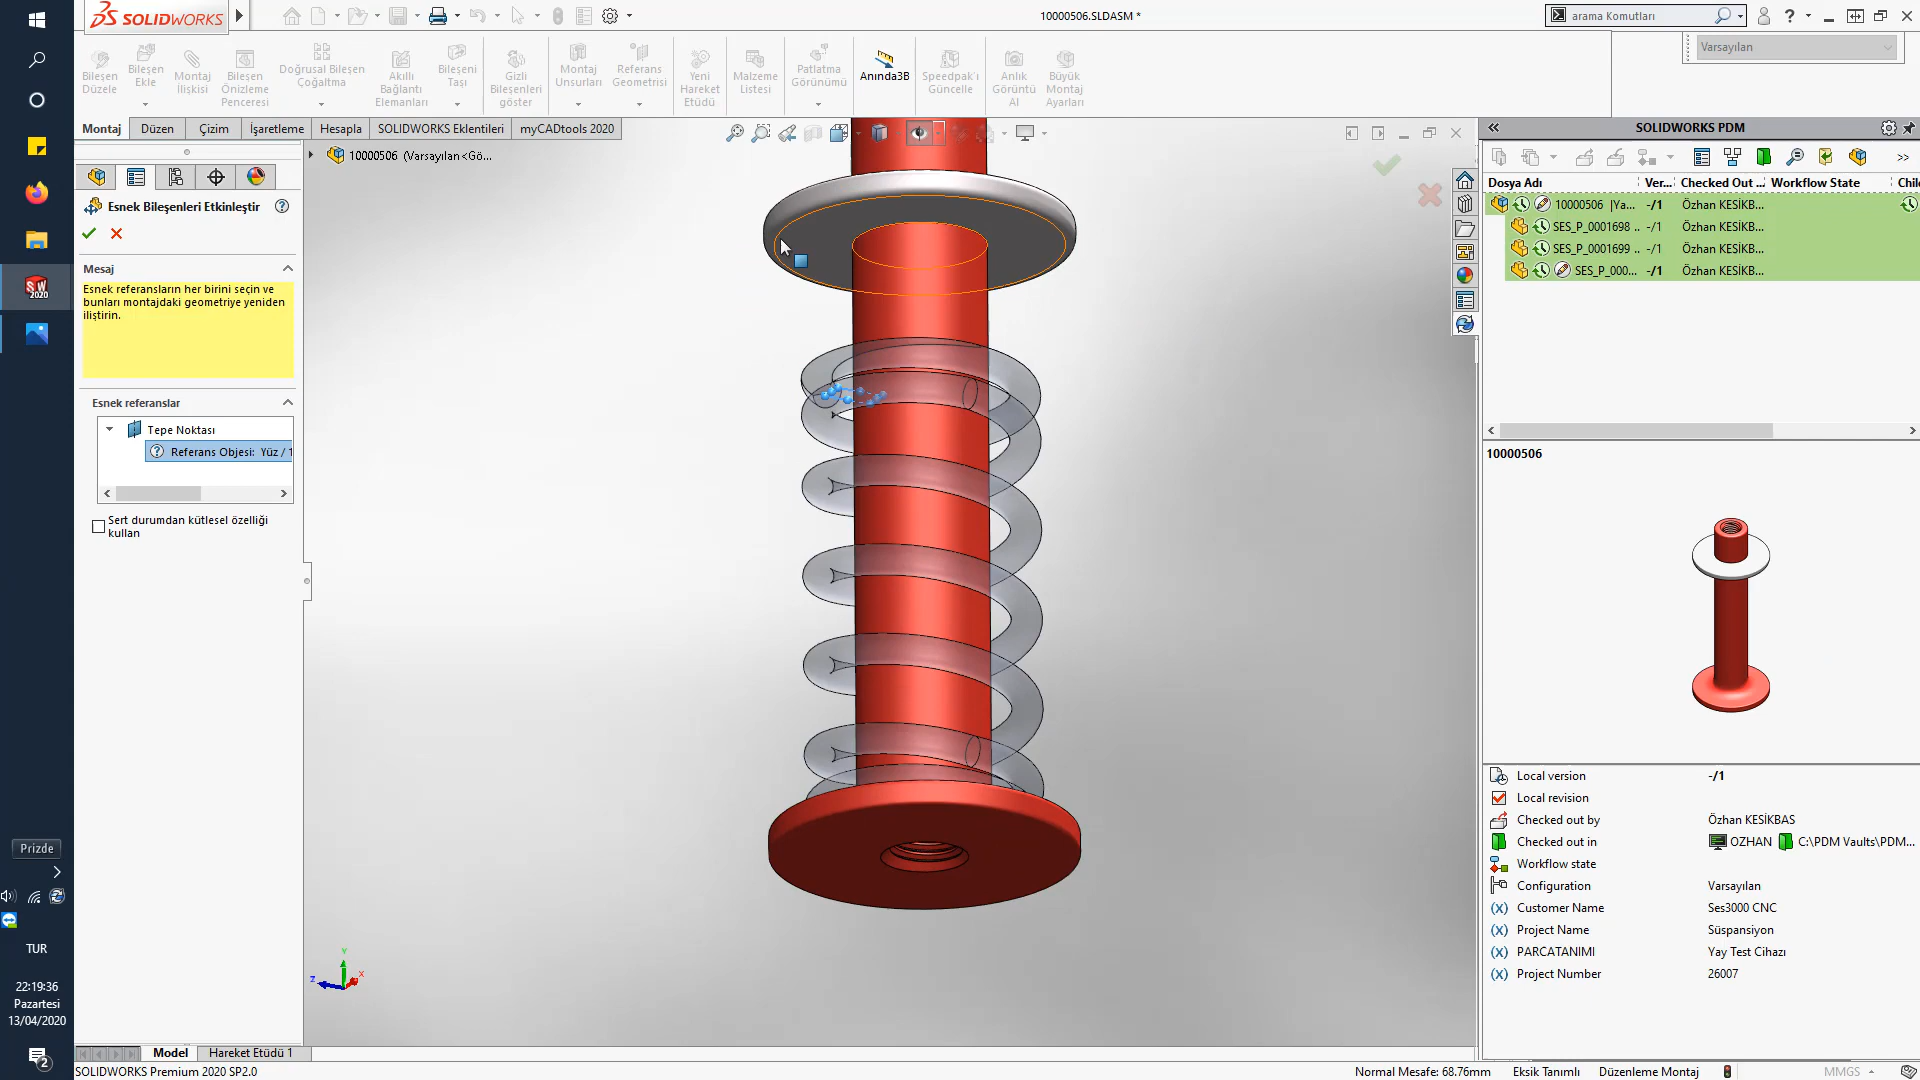 SOLIDWORKS
10000506.SLDASM *
arama Komutları
Varsayılan
Bileşen Düzele
Bileşen Ekle
Montaj İlişkisi
Bileşen Önizleme Penceresi
Doğrusal Bileşen Çoğaltma
Akıllı Bağlantı Elemanları
Bileşeni Taşı
Gizli Bileşenleri göster
Montaj Unsurları
Referans Geometrisi
Yeni Hareket Etüdü
Malzeme Listesi
Patlatma Görünümü
Anında3B
Speedpak'ı Güncelle
Anlık Görüntü Al
Büyük Montaj Ayarları
Montaj
Düzen
Çizim
İşaretleme
Hesapla
SOLIDWORKS Eklentileri
myCADtools 2020
10000506 (Varsayılan<Gö...
Esnek Bileşenleri Etkinleştir
Mesaj
Esnek referansların her birini seçin ve
bunları montajdaki geometriye yeniden
iliştirin.
Esnek referanslar
Tepe Noktası
Referans Objesi: Yüz / 1
Sert durumdan kütlesel özelliği
kullan
SOLIDWORKS PDM
Dosya Adı Ver... Checked Out ... Workflow State Chil
10000506 |Ya... -/1 Özhan KESİKB...
SES_P_0001698 .. -/1 Özhan KESİKB...
SES_P_0001699 .. -/1 Özhan KESİKB...
SES_P_000... -/1 Özhan KESİKB...
10000506
Local version -/1
Local revision
Checked out by Özhan KESİKBAS
Checked out in OZHAN C:\PDM Vaults\PDM...
Workflow state
Configuration Varsayılan
(x) Customer Name Ses3000 CNC
(x) Project Name Süspansiyon
(x) PARCATANIMI Yay Test Cihazı
(x) Project Number 26007
SW
2020
Prizde
TUR
22:19:36
Pazartesi
13/04/2020
2
Y
Z
X
Model
Hareket Etüdü 1
SOLIDWORKS Premium 2020 SP2.0
Normal Mesafe: 68.76mm
Eksik Tanımlı
Düzenleme Montaj
MMGS